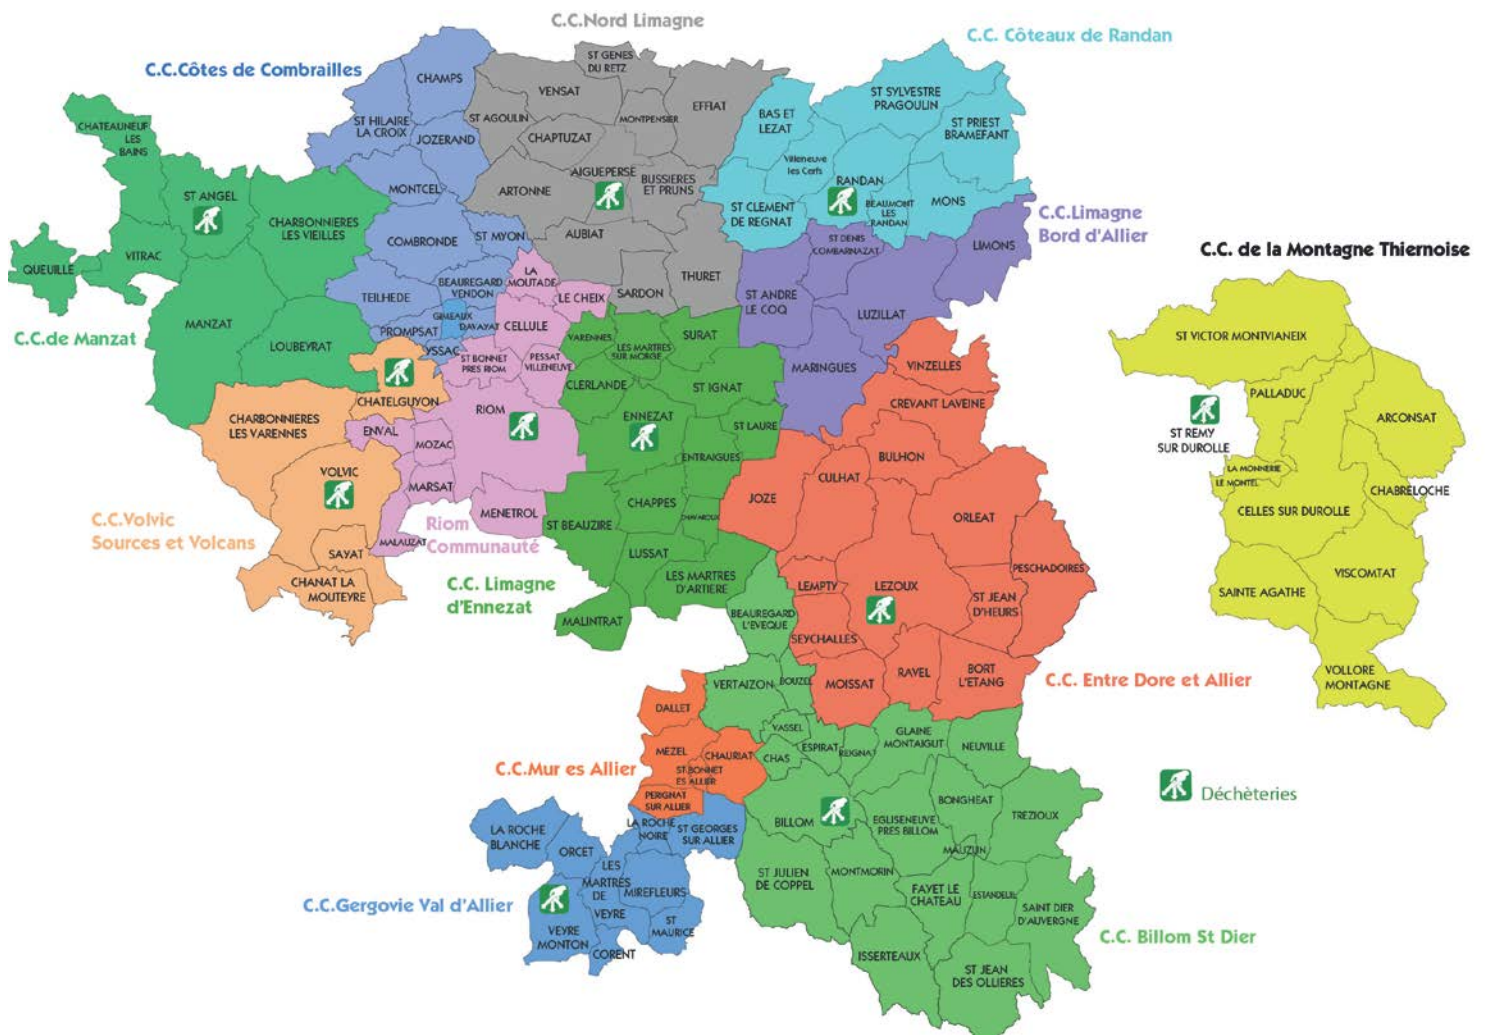 C.C.Nord Limagne
C.C. Côteaux de Randan
C.C.Côtes de Combrailles
CHAMPS
ST GENES
DU RETZ
VENSAT
EFFIAT
ST AGOULIN
MONTPENSIER
CHAPTUZAT
ST HILAIRE
LA CROIX
JOZERAND
MONTCEL
AIGUEPERSE
ARTONNE
BUSSIERES
ET PRUNS
AUBIAT
SARDON
THURET
BAS ET
LEZAT
ST SYLVESTRE
PRAGOULIN
ST PRIEST
BRAMEFANT
Villeneuve
les Cerfs
RANDAN
ST CLEMENT
DE REGNAT
BEAUMONT
LES
RANDAN
MONS
CHATEAUNEUF
LES
BAINS
ST ANGEL
CHARBONNIERES
LES VIEILLES
QUEUILLE
VITRAC
MANZAT
LOUBEYRAT
C.C.de Manzat
COMBRONDE
ST MYON
BEAUREGARD
VENDON
TEILHEDE
GIMEAUX
PROMPSAT
DAVAYAT
YSSAC
LA
MOUTADE
LE CHEIX
CELLULE
ST BONNET
PRES RIOM
PESSAT
VILLENEUVE
RIOM
ENVAL
MOZAC
MARSAT
MENETROL
MALAUZAT
Riom
Communauté
CHATELGUYON
CHARBONNIERES
LES VARENNES
VOLVIC
SAYAT
CHANAT LA
MOUTEYRE
C.C.Volvic
Sources et Volcans
C.C.Limagne
Bord d'Allier
LIMONS
ST DENIS
COMBARNAZAT
ST ANDRE
LE COQ
LUZILLAT
MARINGUES
VARENNES
LES MARTRES
SUR MORGE
SURAT
CLERLANDE
ST IGNAT
ENNEZAT
ST LAURE
ENTRAIGUES
CHAPPES
CHAVAROUX
ST BEAUZIRE
LUSSAT
LES MARTRES
D'ARTIERE
MALINTRAT
C.C. Limagne
d'Ennezat
VINZELLES
CREVANT LAVEINE
BULHON
CULHAT
JOZE
ORLEAT
PESCHADOIRES
LEMPTY
LEZOUX
ST JEAN
D'HEURS
SEYCHALLES
MOISSAT
RAVEL
BORT
L'ETANG
C.C. Entre Dore et Allier
C.C. de la Montagne Thiernoise
ST VICTOR MONTVIANEIX
PALLADUC
ARCONSAT
ST REMY
SUR DUROLLE
LA MONNERIE
LE MONTEL
CHABRELOCHE
CELLES SUR DUROLLE
VISCOMTAT
SAINTE AGATHE
VOLLORE
MONTAGNE
BEAUREGARD
L'EVEQUE
VERTAIZON
BOUZEL
VASSEL
ESPIRAT
REIGNAT
CHAS
GLAINE
MONTAIGUT
NEUVILLE
BILLOM
EGLISENEUVE
PRES BILLOM
BONGHEAT
TREZIOUX
MAUZUN
ST JULIEN
DE COPPEL
MONTMORIN
FAYET LE
CHATEAU
ESTANDEUIL
SAINT DIER
D'AUVERGNE
ISSERTEAUX
ST JEAN
DES OLLIERES
C.C. Billom St Dier
DALLET
MEZEL
CHAURIAT
ST BONNET
ES ALLIER
PERIGNAT
SUR ALLIER
C.C.Mur es Allier
LA ROCHE
BLANCHE
ORCET
LA ROCHE
NOIRE
ST GEORGES
SUR ALLIER
LES
MARTRES
DE
VEYRE
MIREFLEURS
VEYRE
MONTON
ST
MAURICE
CORENT
C.C.Gergovie Val d'Allier
Déchèteries